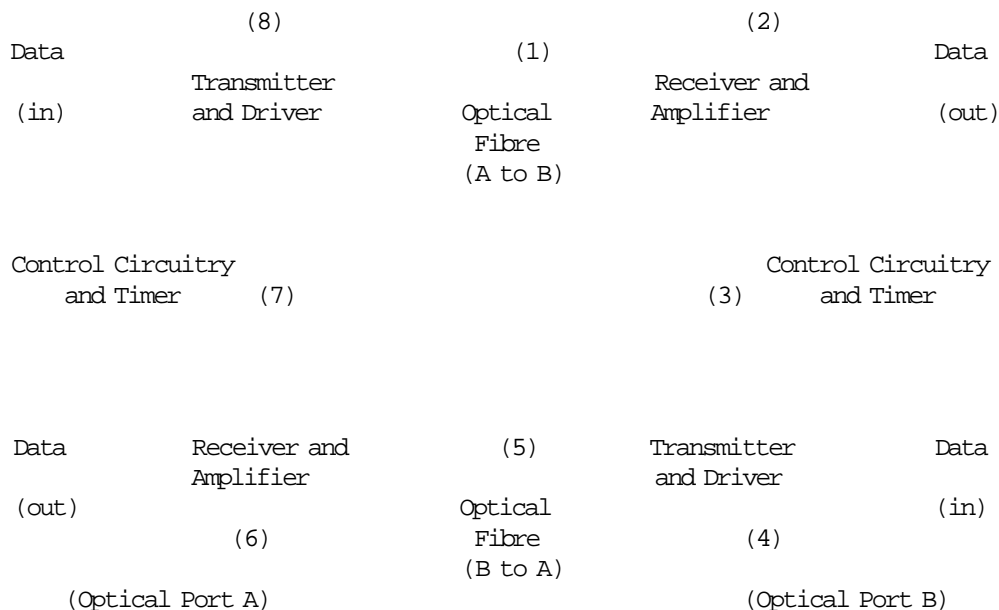 (8) (2)
Data (1) Data
Transmitter Receiver and
(in) and Driver Optical Amplifier (out)
Fibre
(A to B)
Control Circuitry Control Circuitry
and Timer (7) (3) and Timer
Data Receiver and (5) Transmitter Data
Amplifier and Driver
(out) Optical (in)
(6) Fibre (4)
(B to A)
(Optical Port A) (Optical Port B)